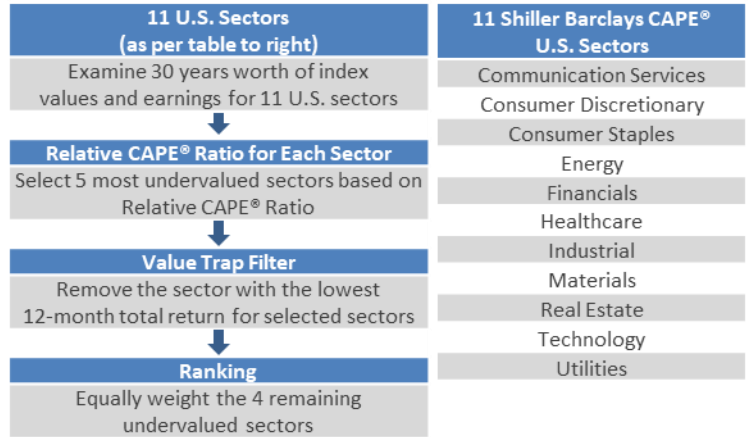 11 U.S. Sectors
(as per table to right)
Examine 30 years worth of index
values and earnings for 11 U.S. sectors
Relative CAPE® Ratio for Each Sector
Select 5 most undervalued sectors based on
Relative CAPE® Ratio
Value Trap Filter
Remove the sector with the lowest
12-month total return for selected sectors
Ranking
Equally weight the 4 remaining
undervalued sectors
11 Shiller Barclays CAPE®
U.S. Sectors
Communication Services
Consumer Discretionary
Consumer Staples
Energy
Financials
Healthcare
Industrial
Materials
Real Estate
Technology
Utilities